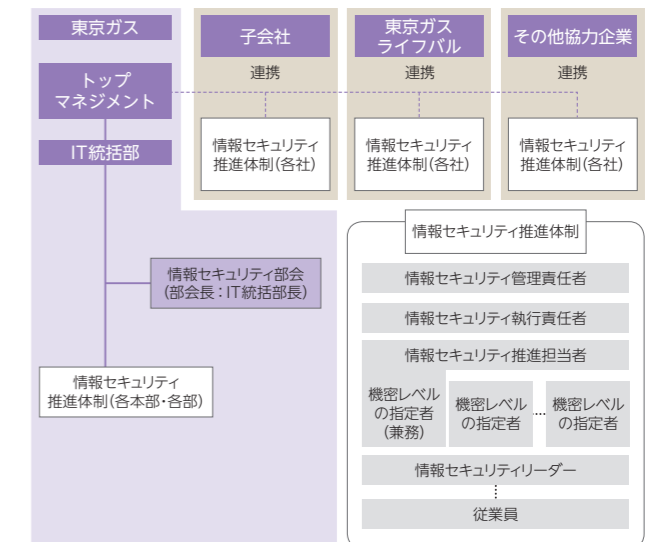 東京ガス
子会社
東京ガス
ライフバル
その他協力企業
トップ
マネジメント
連携
連携
連携
IT統括部
情報セキュリティ
推進体制(各社)
情報セキュリティ
推進体制(各社)
情報セキュリティ
推進体制(各社)
情報セキュリティ部会
(部会長:IT統括部長)
情報セキュリティ
推進体制(各本部・各部)
情報セキュリティ推進体制
情報セキュリティ管理責任者
情報セキュリティ執行責任者
情報セキュリティ推進担当者
機密レベル
の指定者
(兼務)
機密レベル
の指定者
機密レベル
の指定者
情報セキュリティリーダー
従業員